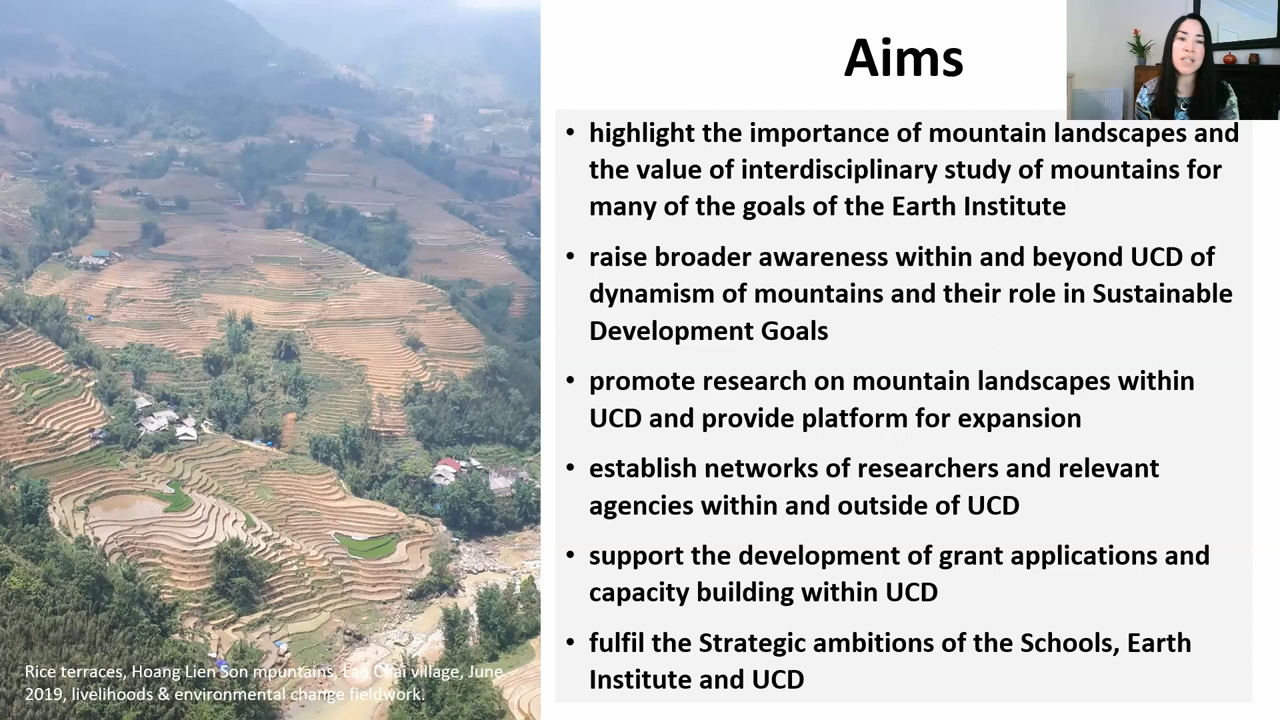 Aims
• highlight the importance of mountain landscapes and
the value of interdisciplinary study of mountains for
many of the goals of the Earth Institute
• raise broader awareness within and beyond UCD of
dynamism of mountains and their role in Sustainable
Development Goals
• promote research on mountain landscapes within
UCD and provide platform for expansion
• establish networks of researchers and relevant
agencies within and outside of UCD
• support the development of grant applications and
capacity building within UCD
• fulfil the Strategic ambitions of the Schools, Earth
Institute and UCD
Rice terraces, Hoang Lien Son mountains, Lao Chai village, June
2019, livelihoods & environmental change fieldwork.